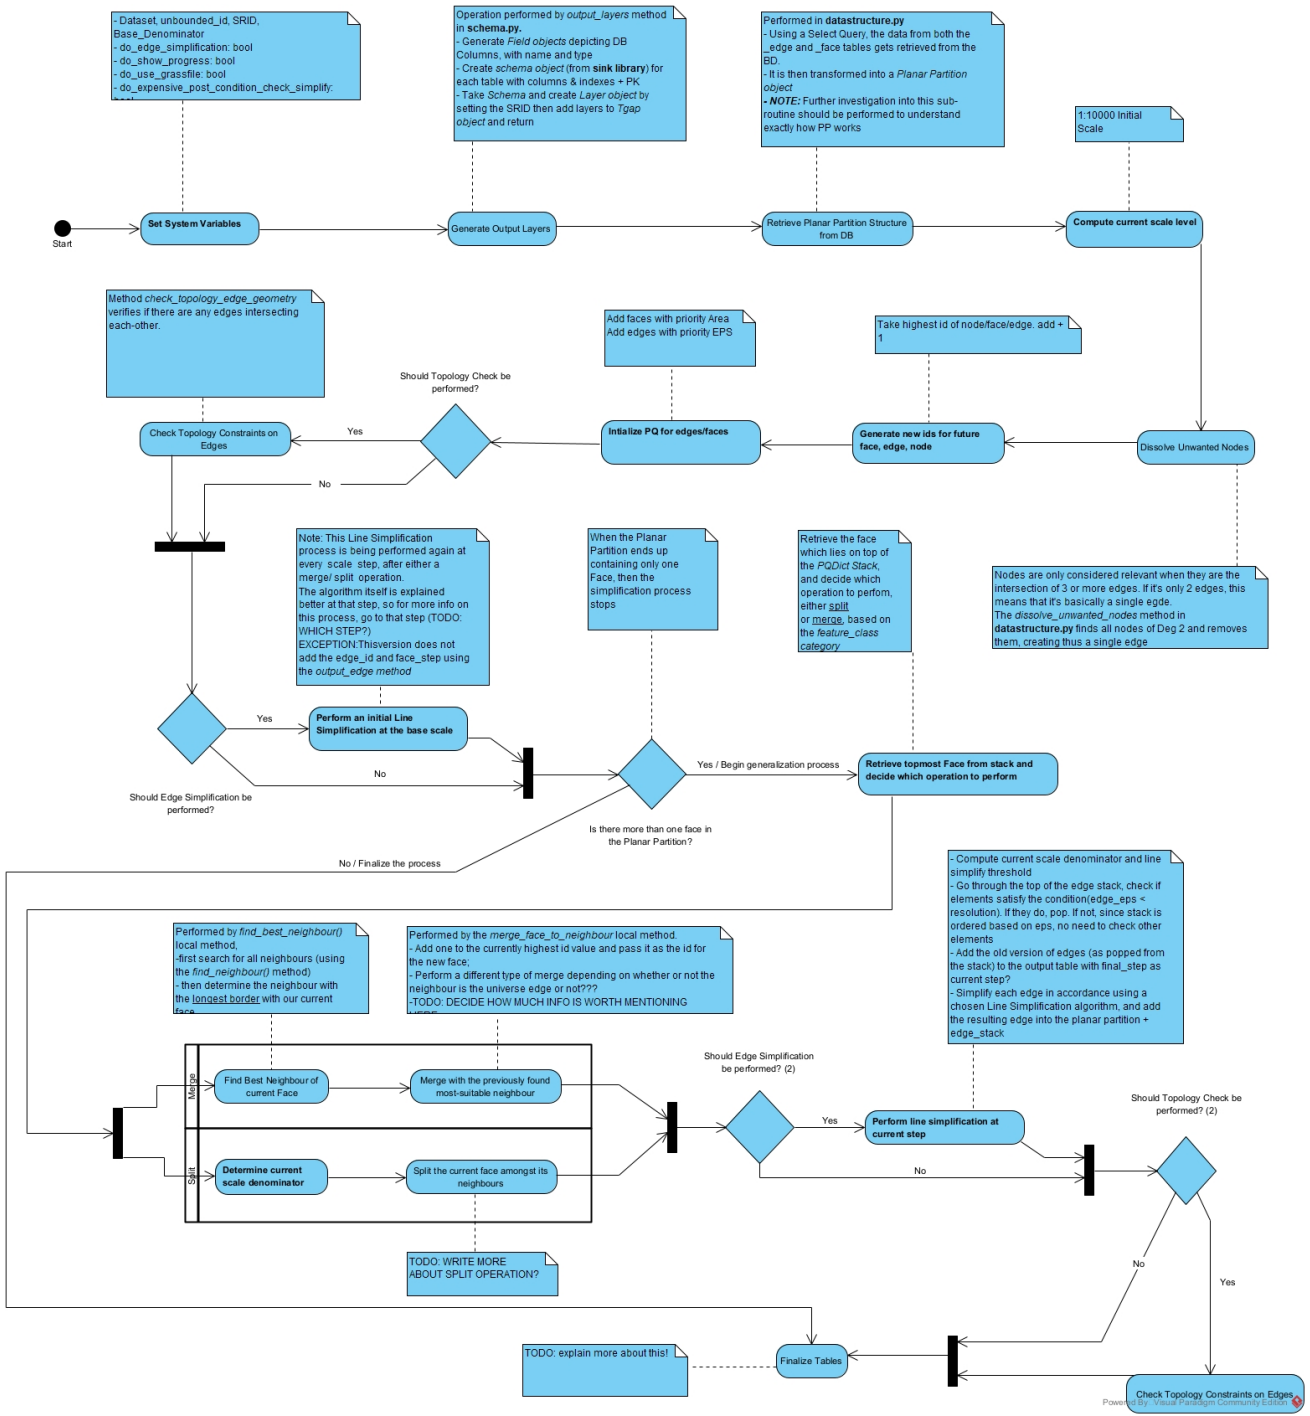 - Dataset, unbounded_id, SRID,
Base_Denominator
- do_edge_simplification: bool
- do_show_progress: bool
- do_use_grassfile: bool
- do_expensive_post_condition_check_simplify:
Operation performed by output_layers method
in schema.py.
- Generate Field objects depicting DB
Columns, with name and type
- Create schema object (from sink library) for
each table with columns & indexes + PK
- Take Schema and create Layer object by
setting the SRID then add layers to Tgap
object and return
Performed in datastructure.py
- Using a Select Query, the data from both the
_edge and _face tables gets retrieved from the
BD.
- It is then transformed into a Planar Partition
object
- NOTE: Further investigation into this sub-
routine should be performed to understand
exactly how PP works
1:10000 Initial
Scale
Start
Set System Variables
Generate Output Layers
Retrieve Planar Partition Structure
from DB
Compute current scale level
Method check_topology_edge_geometry
verifies if there are any edges intersecting
each-other.
Add faces with priority Area
Add edges with priority EPS
Take highest id of node/face/edge. add +
1
Should Topology Check be
performed?
Check Topology Constraints on
Edges
Yes
No
Intialize PQ for edges/faces
Generate new ids for future
face, edge, node
Dissolve Unwanted Nodes
Note: This Line Simplification
process is being performed again at
every scale step, after either a
merge/ split operation.
The algorithm itself is explained
better at that step, so for more info on
this process, go to that step (TODO:
WHICH STEP?)
EXCEPTION:Thisversion does not
add the edge_id and face_step using
the output_edge method
When the Planar
Partition ends up
containing only one
Face, then the
simplification process
stops
Retrieve the face
which lies on top of
the PQDict Stack,
and decide which
operation to perfom,
either split
or merge, based on
the feature_class
category
Nodes are only considered relevant when they are the
intersection of 3 or more edges. If it's only 2 edges, this
means that it's basically a single egde.
The dissolve_unwanted_nodes method in
datastructure.py finds all nodes of Deg 2 and removes
them, creating thus a single edge
Yes
Perform an initial Line
Simplification at the base scale
No
Should Edge Simplification be
performed?
Yes / Begin generalization process
Retrieve topmost Face from stack and
decide which operation to perform
Is there more than one face in
the Planar Partition?
No / Finalize the process
- Compute current scale denominator and line
simplify threshold
- Go through the top of the edge stack, check if
elements satisfy the condition(edge_eps <
resolution). If they do, pop. If not, since stack is
ordered based on eps, no need to check other
elements
- Add the old version of edges (as popped from
the stack) to the output table with final_step as
current step?
- Simplify each edge in accordance using a
chosen Line Simplification algorithm, and add
the resulting edge into the planar partition +
edge_stack
Performed by find_best_neighbour()
local method,
-first search for all neighbours (using
the find_neighbour() method)
- then determine the neighbour with
the longest border with our current
face
Performed by the merge_face_to_neighbour local method.
- Add one to the currently highest id value and pass it as the id for
the new face;
- Perform a different type of merge depending on whether or not the
neighbour is the universe edge or not???
-TODO: DECIDE HOW MUCH INFO IS WORTH MENTIONING
Merge
Find Best Neighbour of
current Face
Merge with the previously found
most-suitable neighbour
Split
Determine current
scale denominator
Split the current face amongst its
neighbours
Should Edge Simplification
be performed? (2)
Yes
No
Perform line simplification at
current step
Should Topology Check be
performed? (2)
No
Yes
TODO: WRITE MORE
ABOUT SPLIT OPERATION?
TODO: explain more about this!
Finalize Tables
Check Topology Constraints on Edges
Powered By: Visual Paradigm Community Edition